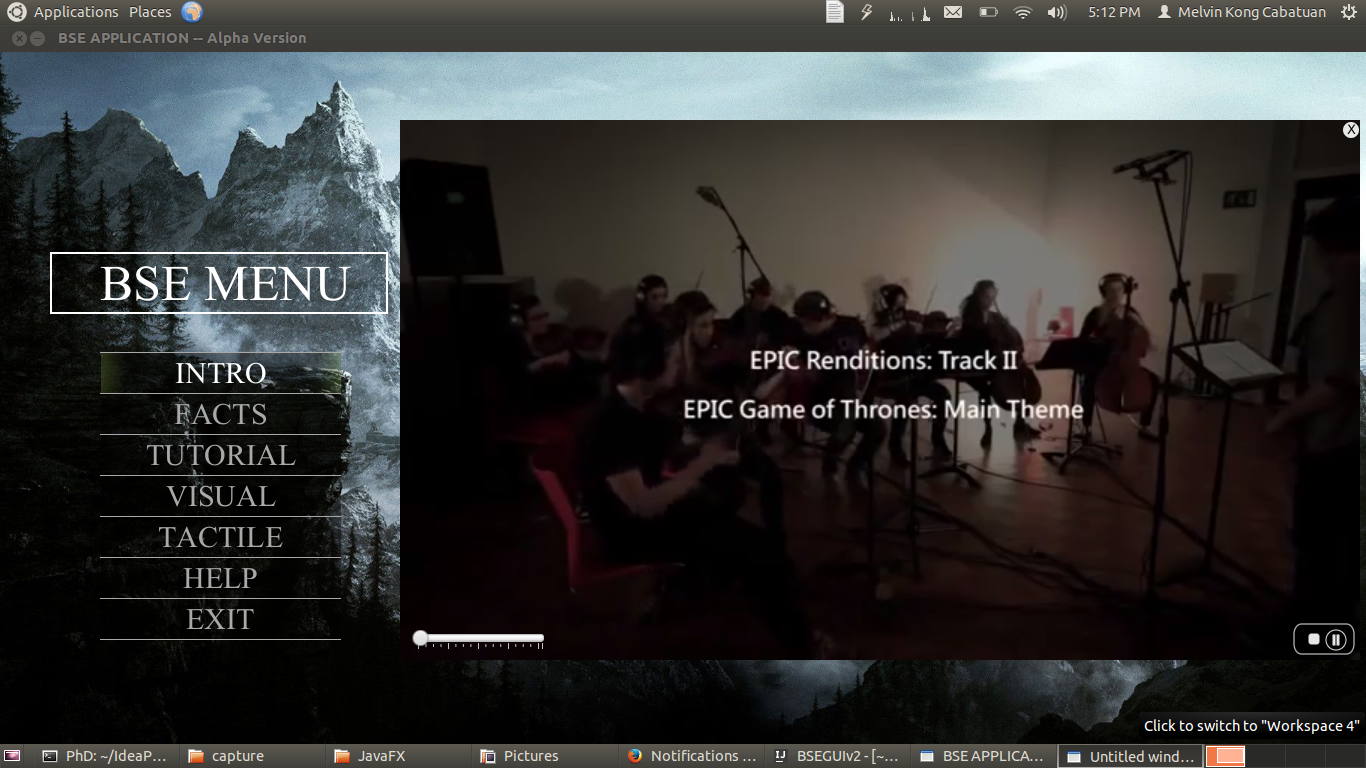 Applications Places 5:12 PM Melvin Kong Cabatuan
BSE APPLICATION -- Alpha Version
X
BSE MENU
INTRO
FACTS
TUTORIAL
VISUAL
TACTILE
HELP
EXIT
EPIC Renditions: Track II
EPIC Game of Thrones: Main Theme
Click to switch to "Workspace 4"
PhD: ~/IdeaP... capture JavaFX Pictures Notifications ... BSEGUIv2 - [~... BSE APPLICA... Untitled wind...